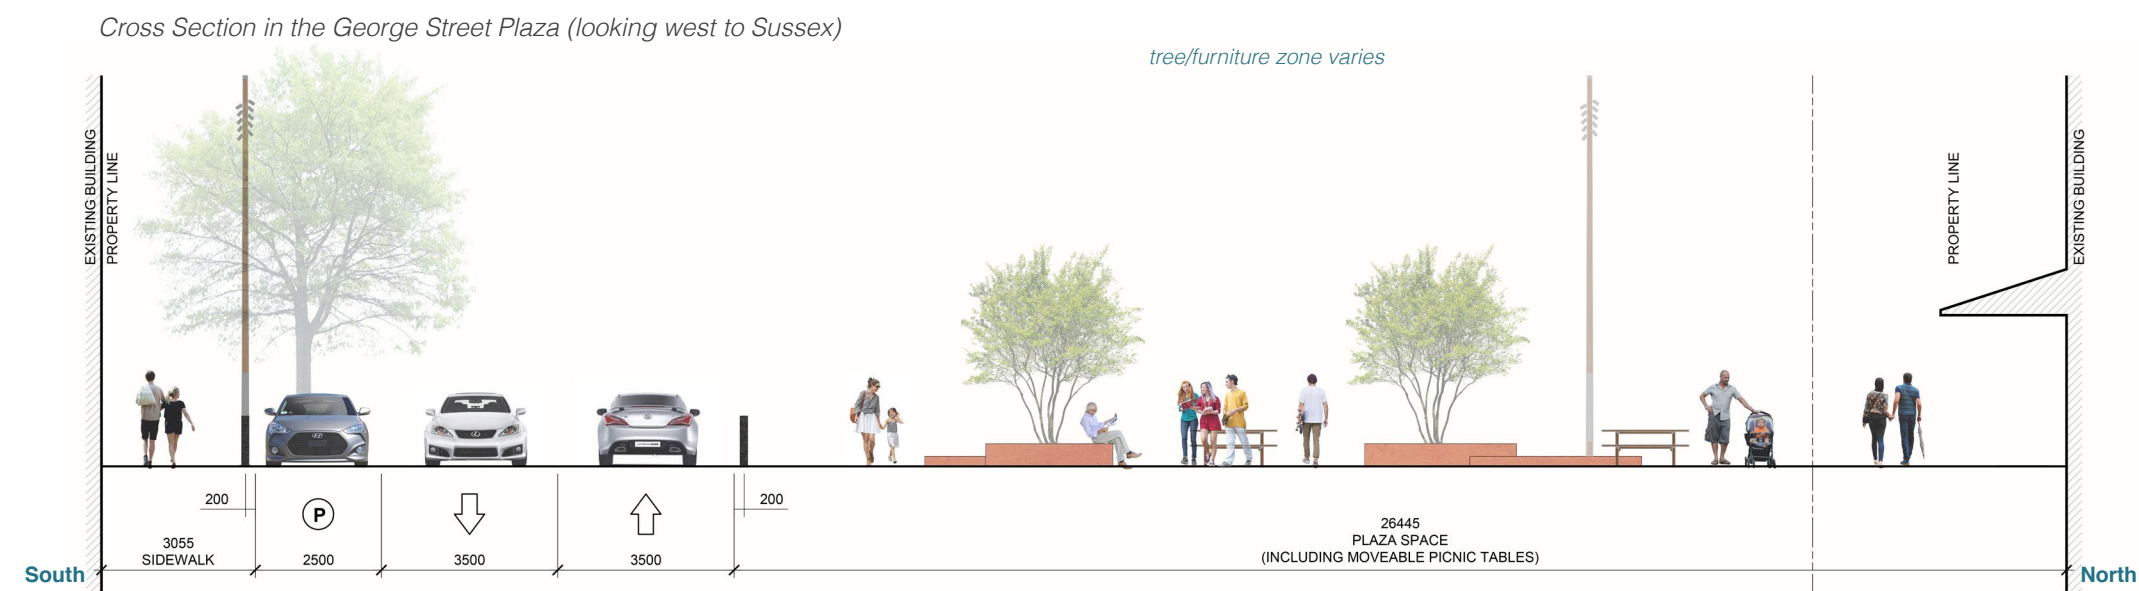 Cross Section in the George Street Plaza (looking west to Sussex)
tree/furniture zone varies
EXISTING BUILDING
PROPERTY LINE
PROPERTY LINE
EXISTING BUILDING
200
P
200
3055
SIDEWALK
2500
3500
3500
26445
PLAZA SPACE
(INCLUDING MOVEABLE PICNIC TABLES)
South
North